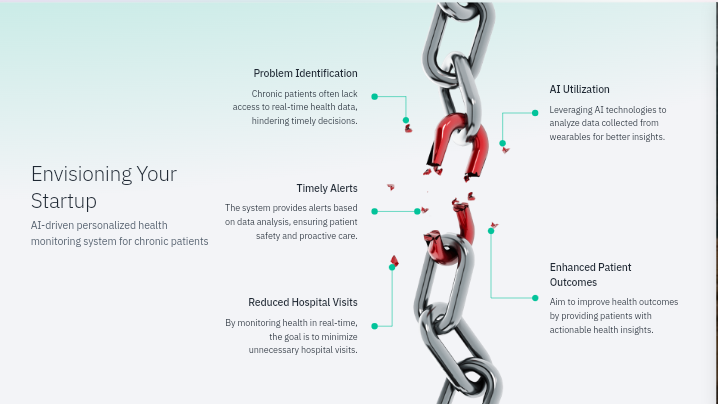 Envisioning Your
Startup
AI-driven personalized health
monitoring system for chronic patients
Problem Identification
Chronic patients often lack
access to real-time health data,
hindering timely decisions.
Timely Alerts
The system provides alerts based
on data analysis, ensuring patient
safety and proactive care.
Reduced Hospital Visits
By monitoring health in real-time,
the goal is to minimize
unnecessary hospital visits.
AI Utilization
Leveraging AI technologies to
analyze data collected from
wearables for better insights.
Enhanced Patient
Outcomes
Aim to improve health outcomes
by providing patients with
actionable health insights.